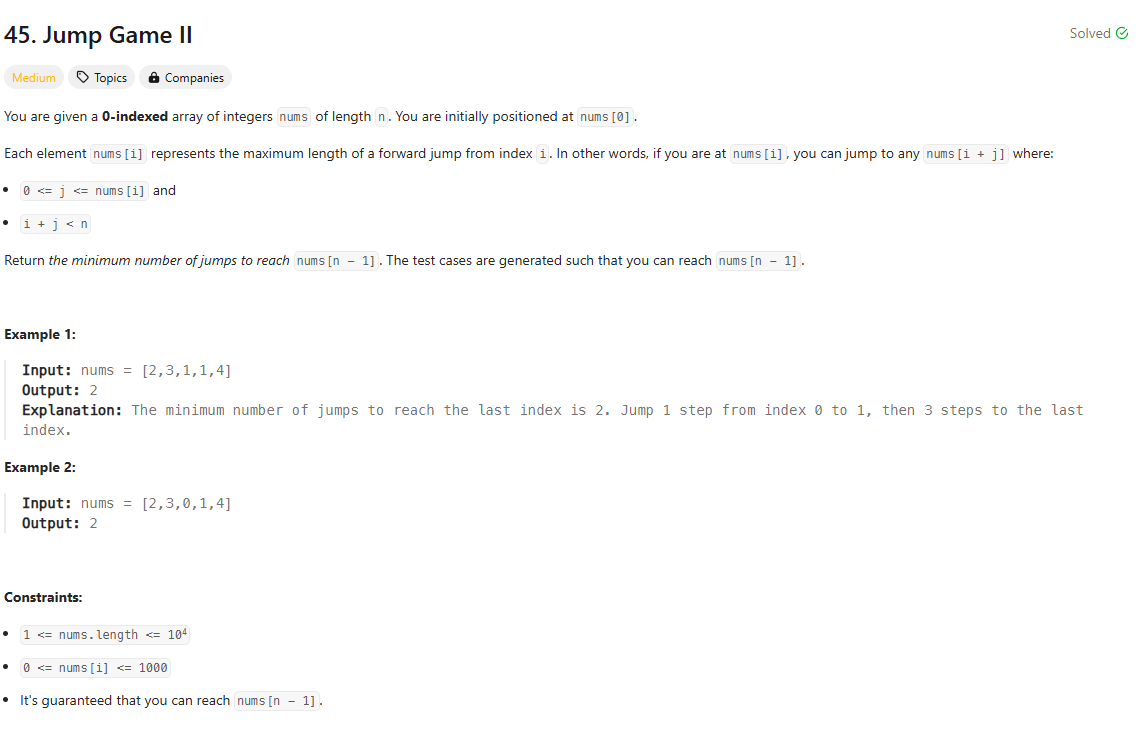 45. Jump Game II
Solved
Medium Topics Companies
You are given a 0-indexed array of integers nums of length n. You are initially positioned at nums[0].
Each element nums[i] represents the maximum length of a forward jump from index i. In other words, if you are at nums[i], you can jump to any nums[i + j] where:
• 0 <= j <= nums[i] and
• i + j < n
Return the minimum number of jumps to reach nums[n - 1]. The test cases are generated such that you can reach nums[n - 1].
Example 1:
Input: nums = [2,3,1,1,4]
Output: 2
Explanation: The minimum number of jumps to reach the last index is 2. Jump 1 step from index 0 to 1, then 3 steps to the last
index.
Example 2:
Input: nums = [2,3,0,1,4]
Output: 2
Constraints:
• 1 <= nums.length <= 10⁴
• 0 <= nums[i] <= 1000
• It's guaranteed that you can reach nums[n - 1].